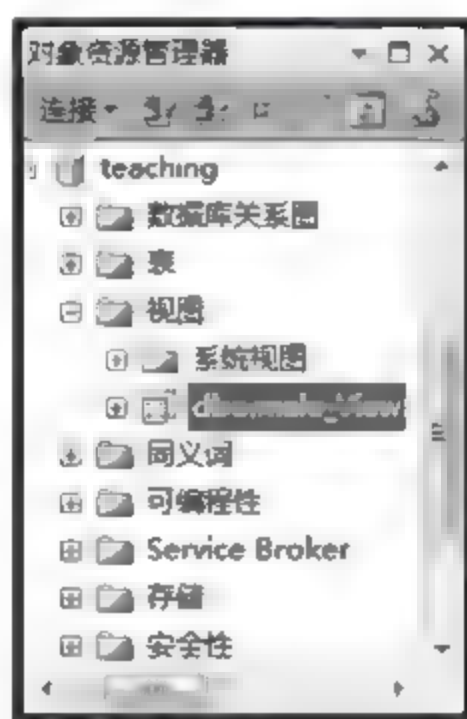 对象资源管理器
连接
teaching
数据库关系图
表
视图
系统视图
同义词
可编程性
Service Broker
存储
安全性